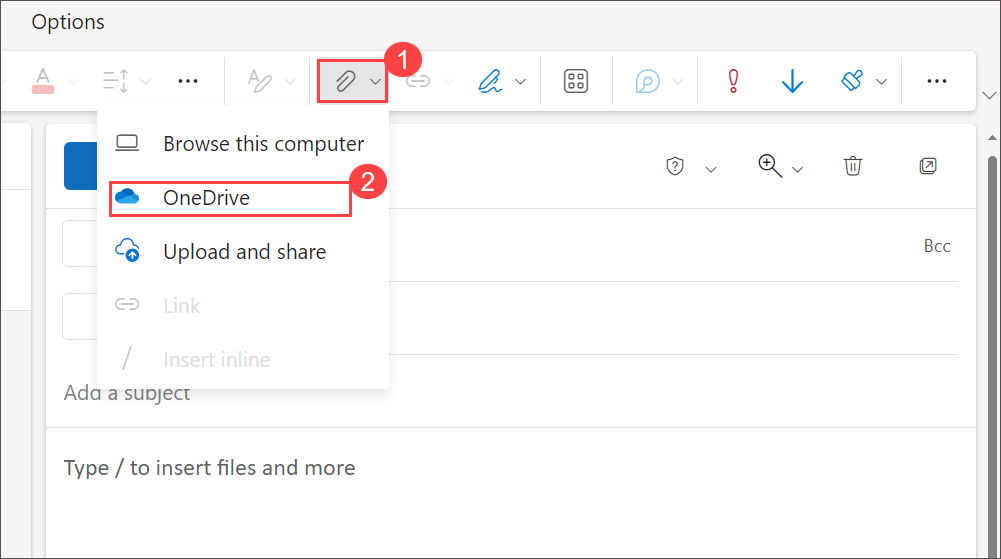 Options
1
Browse this computer
2
OneDrive
Upload and share
Bcc
Link
Insert inline
Add a subject
Type / to insert files and more